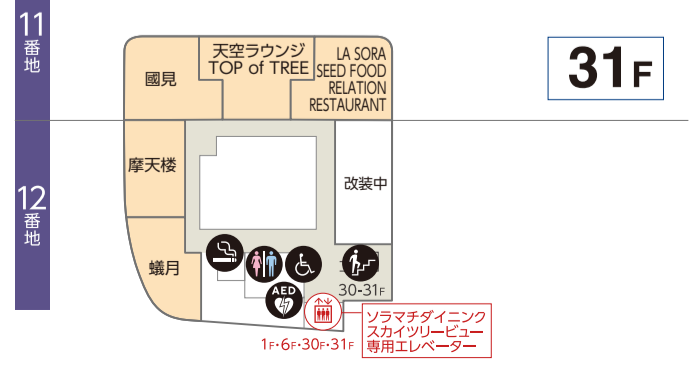 11
番
地
31F
天空ラウンジ
TOP of TREE
國見
LA SORA
SEED FOOD
RELATION
RESTAURANT
12
番
地
摩天楼
改装中
蟻月
AED
30-31F
1F・6F・30F・31F
ソラマチダイニング
スカイツリービュー
専用エレベーター